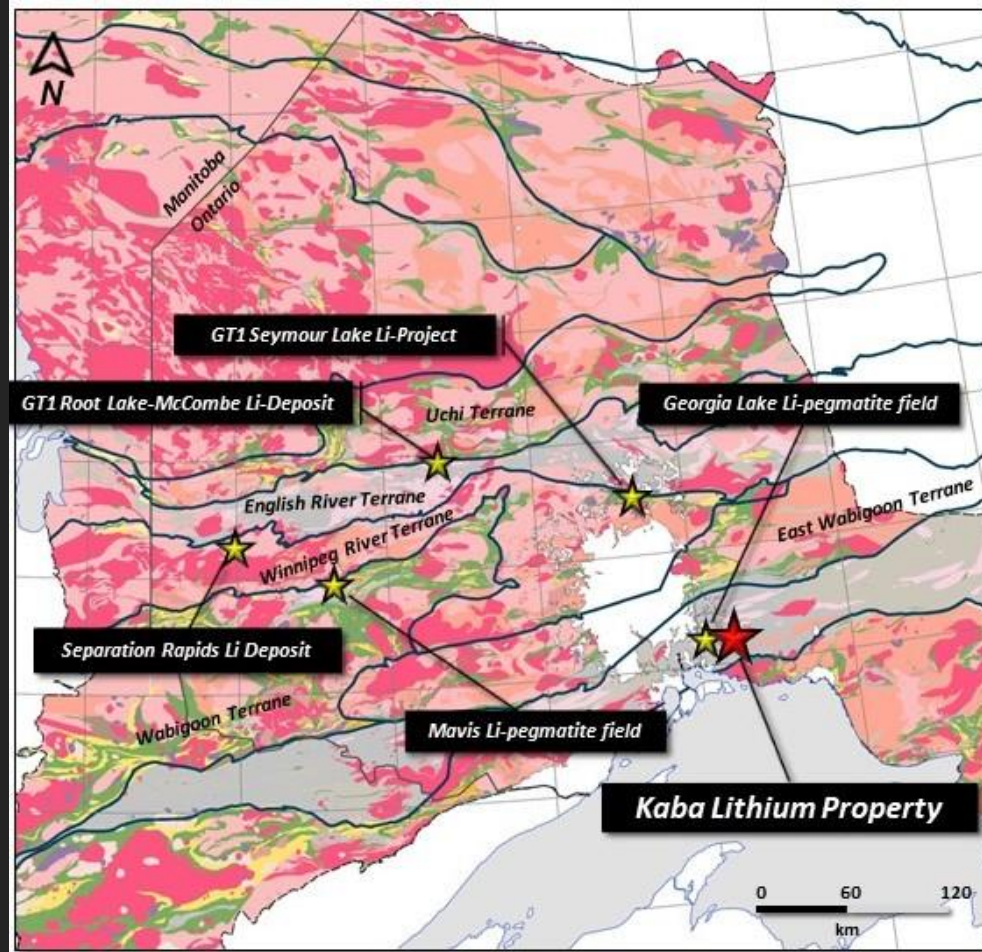 N
Manitoba
Ontario
GT1 Seymour Lake Li-Project
GT1 Root Lake-McCombe Li-Deposit
Uchi Terrane
Georgia Lake Li-pegmatite field
English River Terrane
East Wabigoon Terrane
Winnipeg River Terrane
Separation Rapids Li Deposit
Wabigoon Terrane
Mavis Li-pegmatite field
Kaba Lithium Property
0 60 120
km